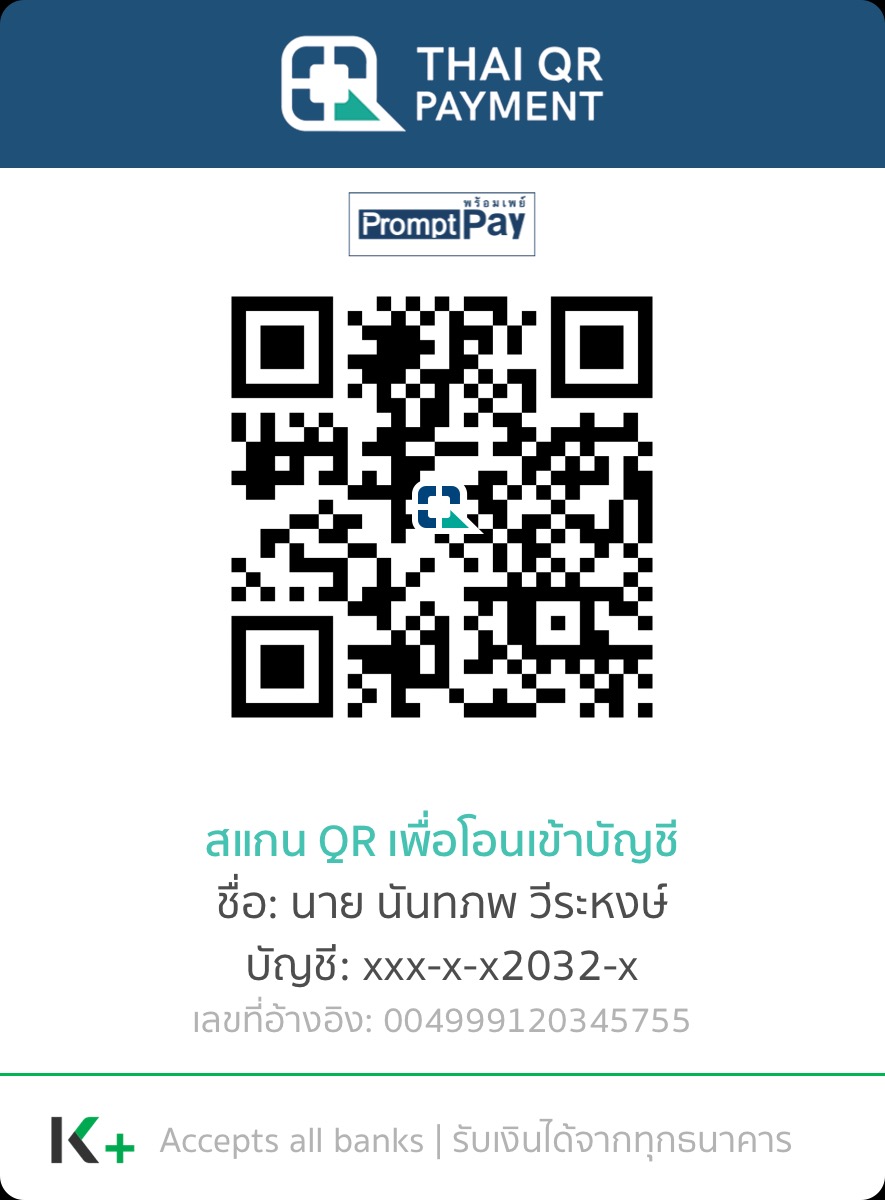 THAI QR
PAYMENT
พร้อมเพย์
PromptPay
สแกน QR เพื่อโอนเข้าบัญชี
ชื่อ: นาย นันทภพ วีระหงษ์
บัญชี: xxx-x-x2032-x
เลขที่อ้างอิง: 004999120345755
K+ Accepts all banks | รับเงินได้จากทุกธนาคาร